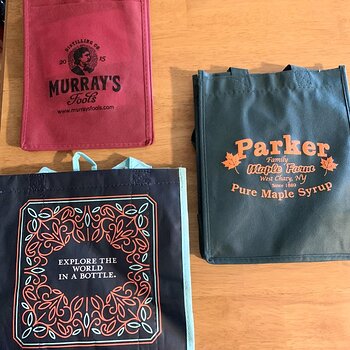 DISTILLING CO
20 15
MURRAY'S
Fools
www.murraysfools.com
Parker
Family
Maple Farm
West Chazy, NY
Since 1889
Pure Maple Syrup
EXPLORE THE
WORLD
IN A BOTTLE.